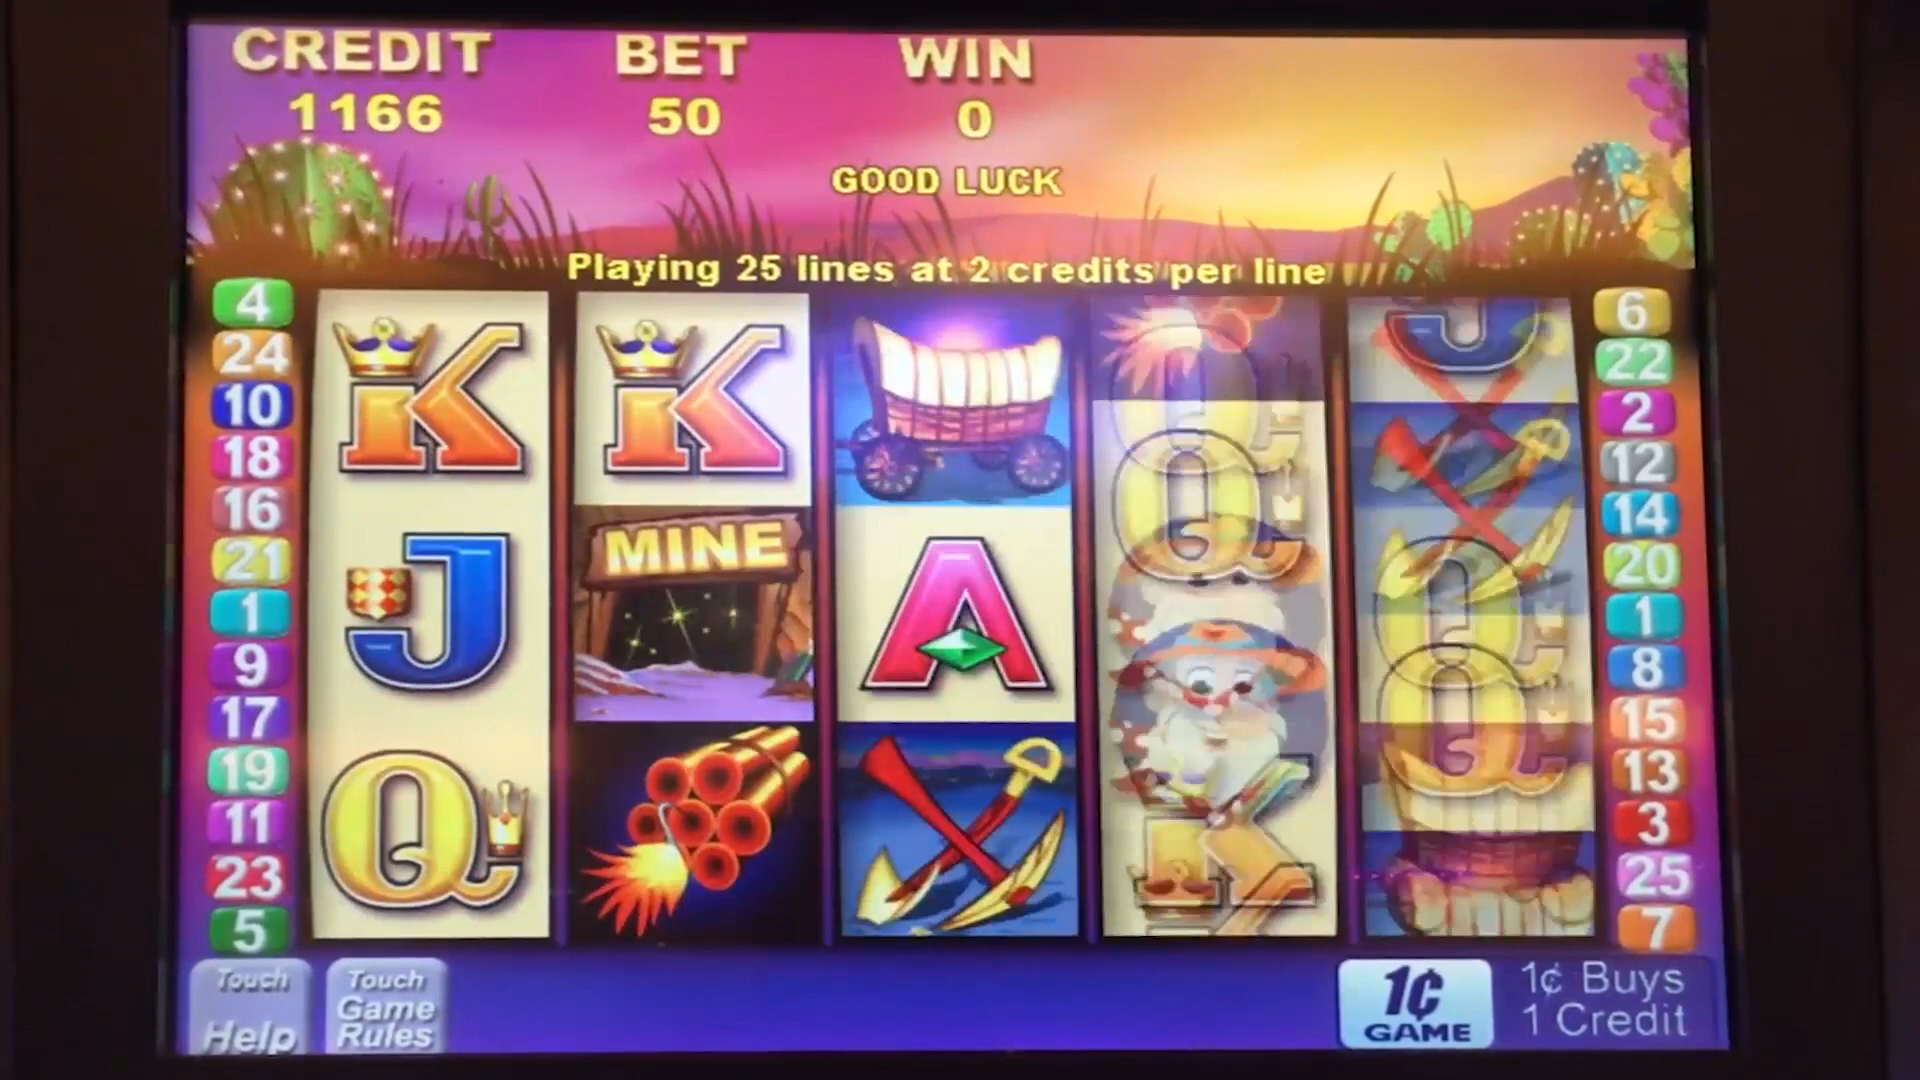 CREDIT BET WIN
1166 50 0
GOOD LUCK
Playing 25 lines at 2 credits per line
4 6
24 22
10 2
18 12
16 14
21 20
1 1
9 8
17 15
19 13
11 3
23 25
5 7
K K J
MINE
J A Q
Q Q K
Touch Help
Touch Game Rules
1¢ GAME
1¢ Buys
1 Credit